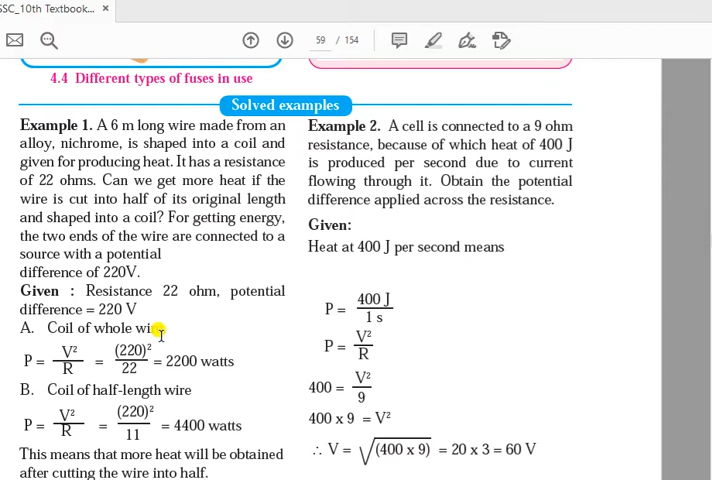 SSC_10th Textbook... ×
59 / 154
4.4 Different types of fuses in use
Solved examples
Example 1. A 6 m long wire made from an
alloy, nichrome, is shaped into a coil and
given for producing heat. It has a resistance
of 22 ohms. Can we get more heat if the
wire is cut into half of its original length
and shaped into a coil? For getting energy,
the two ends of the wire are connected to a
source with a potential
difference of 220V.
Given : Resistance 22 ohm, potential
difference = 220 V
A. Coil of whole wire
P = V²/R = (220)²/22 = 2200 watts
B. Coil of half-length wire
P = V²/R = (220)²/11 = 4400 watts
This means that more heat will be obtained
after cutting the wire into half.
Example 2. A cell is connected to a 9 ohm
resistance, because of which heat of 400 J
is produced per second due to current
flowing through it. Obtain the potential
difference applied across the resistance.
Given:
Heat at 400 J per second means
P = 400 J/1 s
P = V²/R
400 = V²/9
400 x 9 = V²
∴ V = √(400 x 9) = 20 x 3 = 60 V